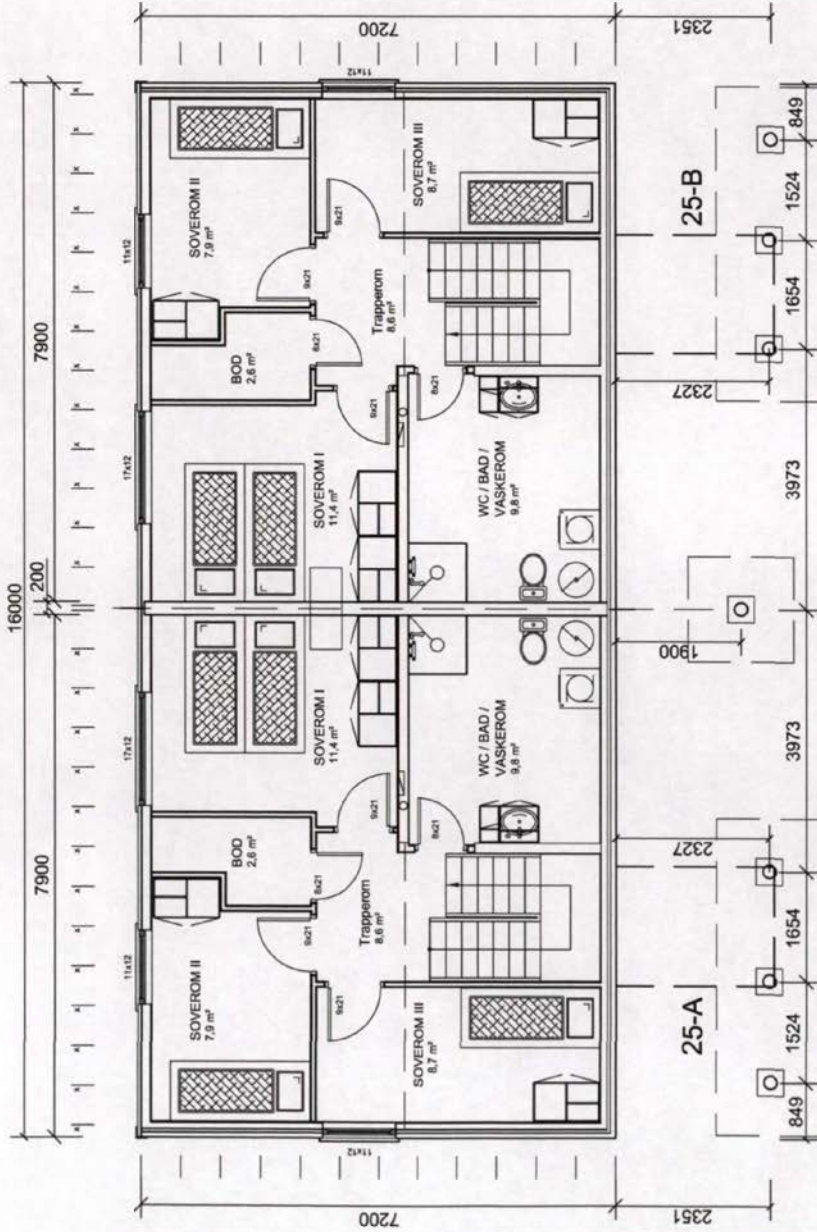 16000
7900
200
7900
11x12
17x12
17x12
11x12
7200
7200
11x12
11x12
SOVEROM II
7,9 m²
BOD
2,6 m²
SOVEROM I
11,4 m²
SOVEROM I
11,4 m²
BOD
2,6 m²
SOVEROM II
7,9 m²
9x21
8x21
9x21
9x21
8x21
9x21
9x21
Trapperom
8,6 m²
8x21
8x21
Trapperom
8,6 m²
9x21
SOVEROM III
8,7 m²
WC / BAD /
VASKEROM
9,8 m²
WC / BAD /
VASKEROM
9,8 m²
SOVEROM III
8,7 m²
25-A
25-B
2351
2327
1900
2327
2351
849
1524
1654
3973
3973
1654
1524
849